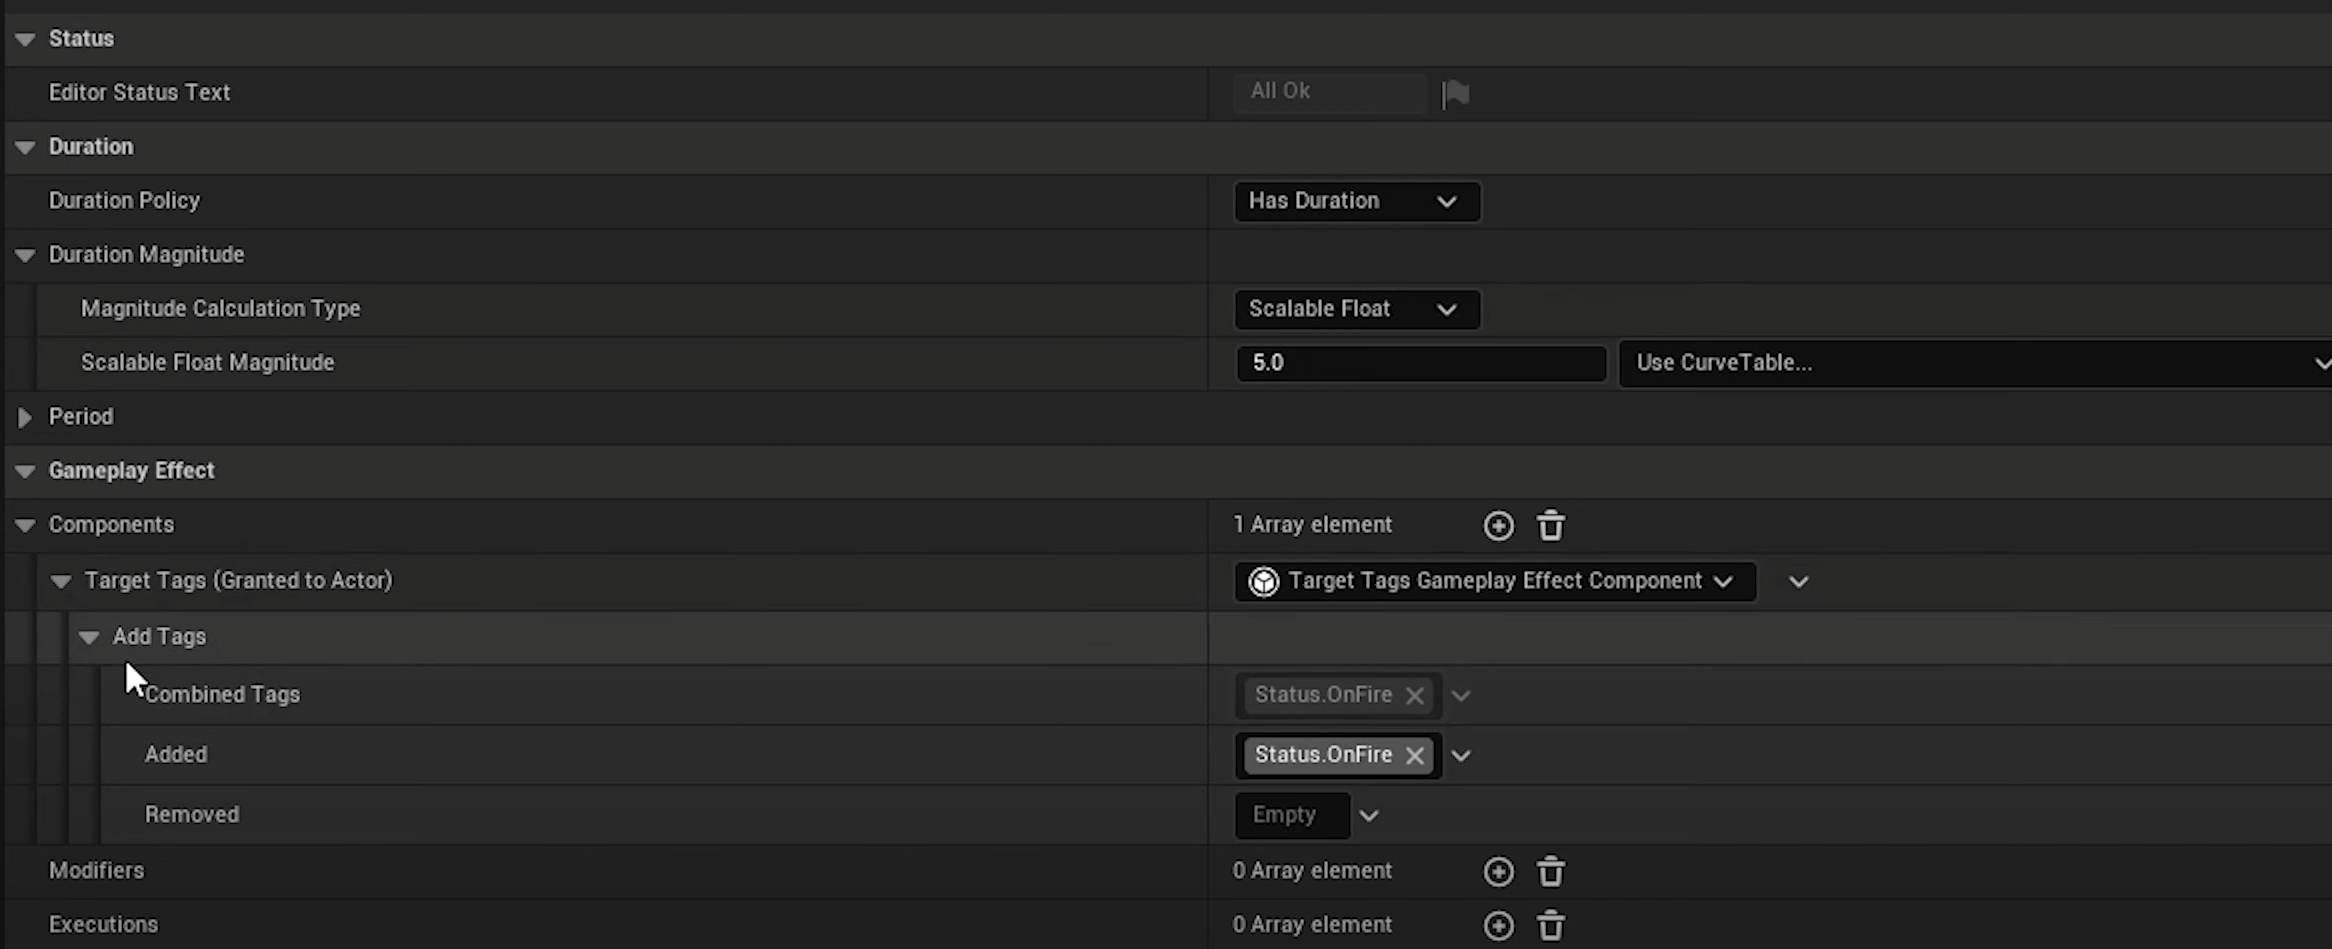 Status
Editor Status Text All Ok
Duration
Duration Policy Has Duration
Duration Magnitude
Magnitude Calculation Type Scalable Float
Scalable Float Magnitude 5.0 Use CurveTable...
Period
Gameplay Effect
Components 1 Array element
Target Tags (Granted to Actor) Target Tags Gameplay Effect Component
Add Tags
Combined Tags Status.OnFire
Added Status.OnFire
Removed Empty
Modifiers 0 Array element
Executions 0 Array element